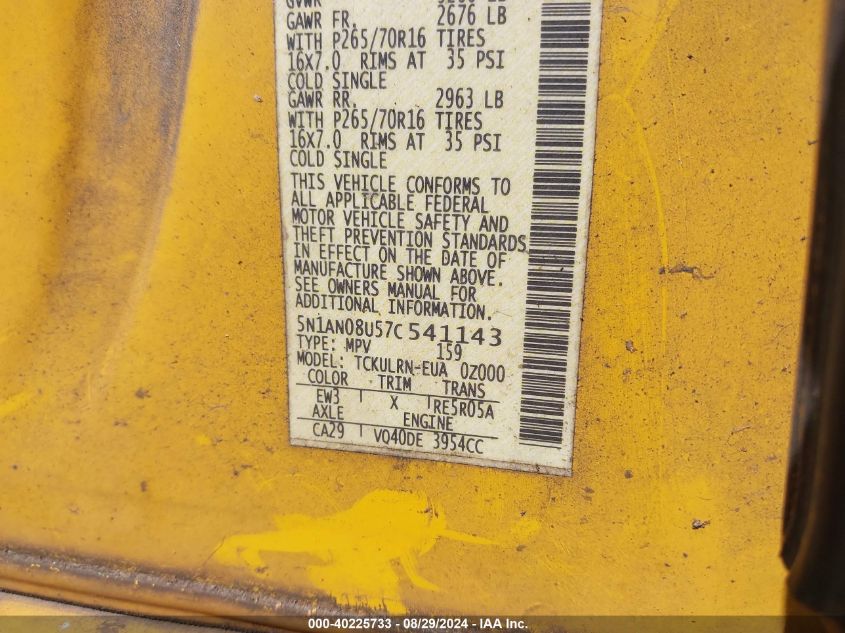 GVWR
GAWR FR. 2676 LB
WITH P265/70R16 TIRES
16X7.0 RIMS AT 35 PSI
COLD SINGLE
GAWR RR. 2963 LB
WITH P265/70R16 TIRES
16X7.0 RIMS AT 35 PSI
COLD SINGLE
THIS VEHICLE CONFORMS TO
ALL APPLICABLE FEDERAL
MOTOR VEHICLE SAFETY AND
THEFT PREVENTION STANDARDS
IN EFFECT ON THE DATE OF
MANUFACTURE SHOWN ABOVE.
SEE OWNERS MANUAL FOR
ADDITIONAL INFORMATION.
5N1AN08U57C541143
TYPE: MPV 159
MODEL: TCKULRN-EUA 0Z000
COLOR TRIM TRANS
EW3 X RE5R05A
AXLE ENGINE
CA29 VQ40DE 3954CC
000-40225733 - 08/29/2024 - IAA Inc.